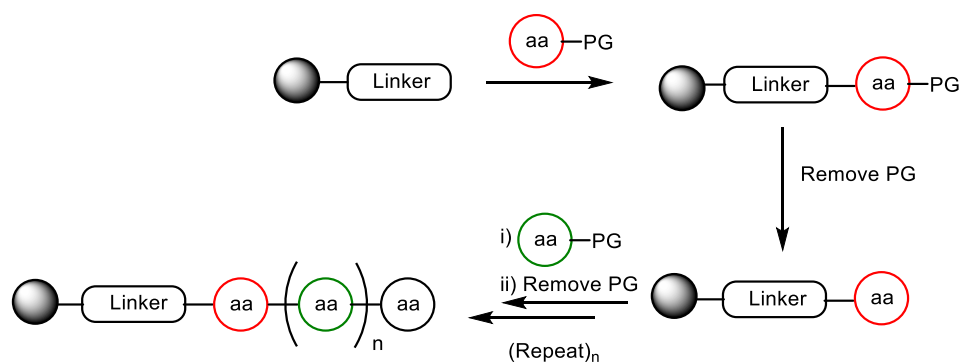 aa PG
Linker
Linker aa PG
Remove PG
i) aa PG
ii) Remove PG
Linker aa aa aa
n
Linker aa
(Repeat)n